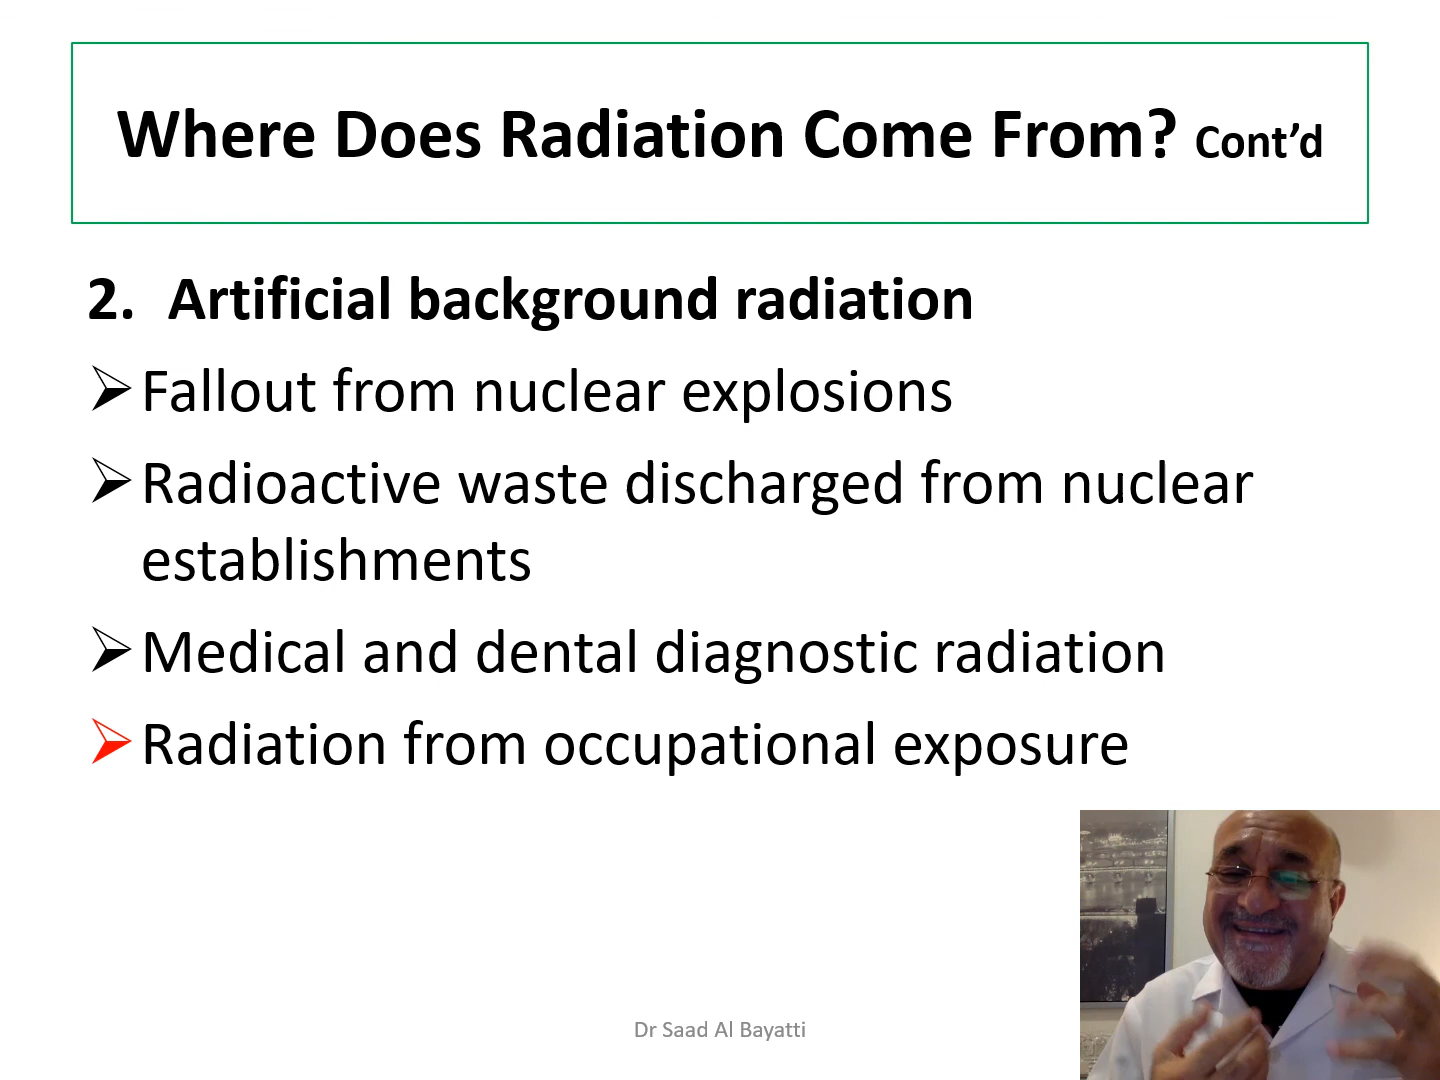 Where Does Radiation Come From? Cont’d
2. Artificial background radiation
➢Fallout from nuclear explosions
➢Radioactive waste discharged from nuclear
establishments
➢Medical and dental diagnostic radiation
➢Radiation from occupational exposure
Dr Saad Al Bayatti